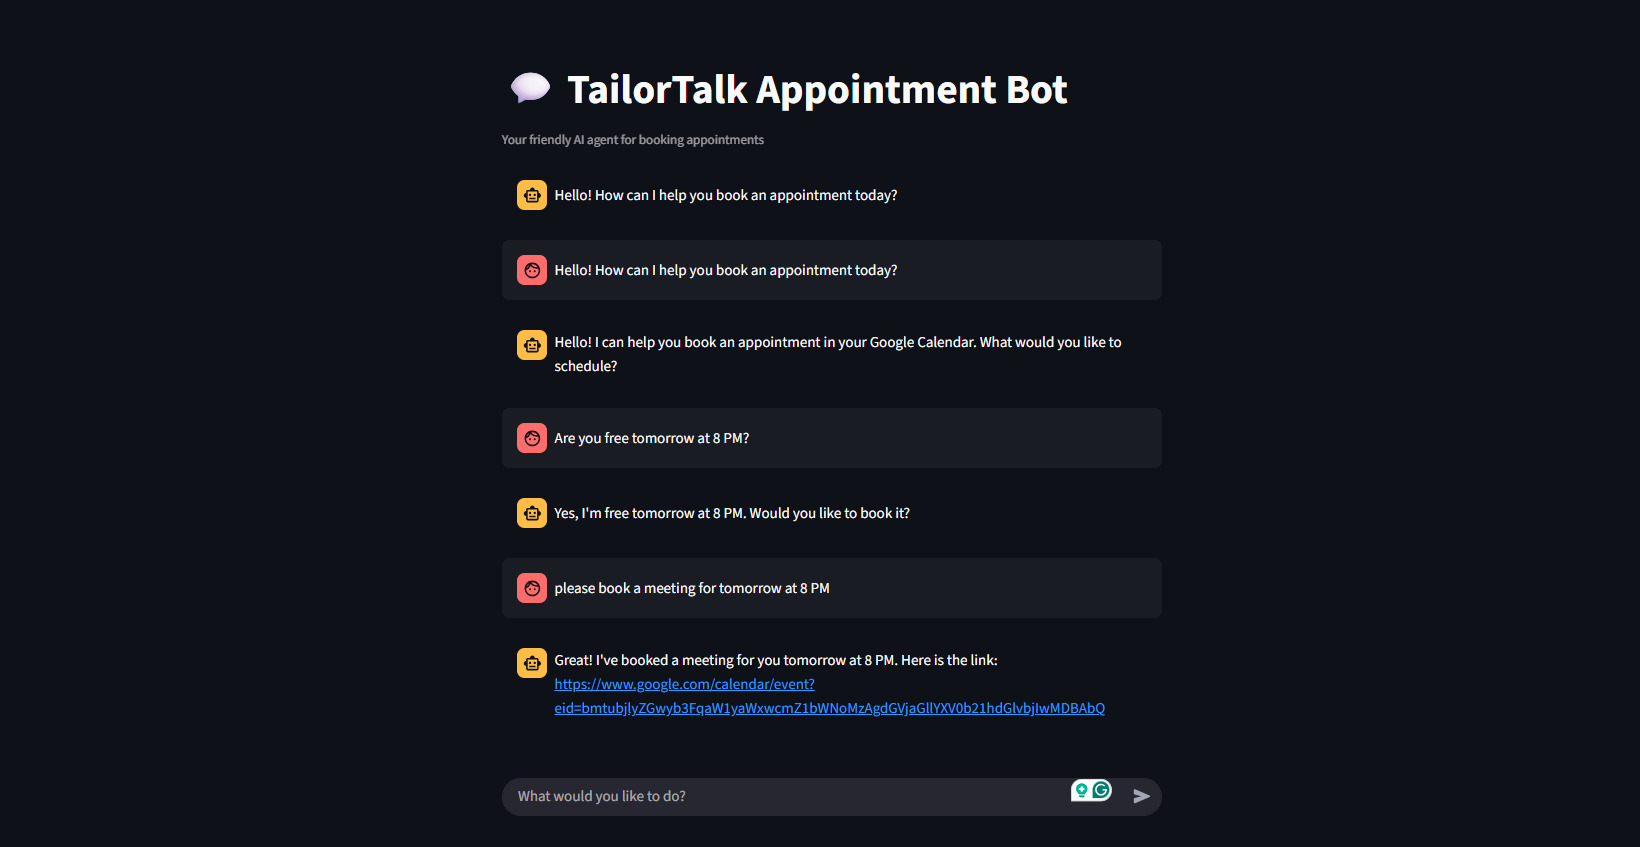 TailorTalk Appointment Bot
Your friendly AI agent for booking appointments
Hello! How can I help you book an appointment today?
Hello! How can I help you book an appointment today?
Hello! I can help you book an appointment in your Google Calendar. What would you like to
schedule?
Are you free tomorrow at 8 PM?
Yes, I'm free tomorrow at 8 PM. Would you like to book it?
please book a meeting for tomorrow at 8 PM
Great! I've booked a meeting for you tomorrow at 8 PM. Here is the link:
https://www.google.com/calendar/event?
eid=bmtubjlyZGwyb3FqaW1yaWxwcmZ1bWNoMzAgdGVjaGllYXV0b21hdGlvbjIwMDBAbQ
What would you like to do?